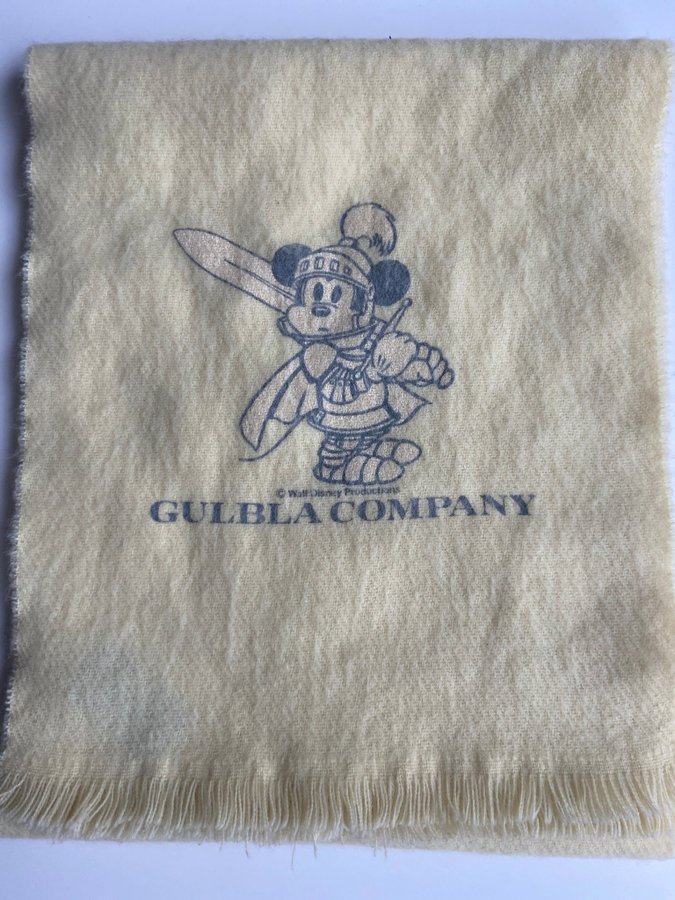 © Walt Disney Productions
GULBLA COMPANY